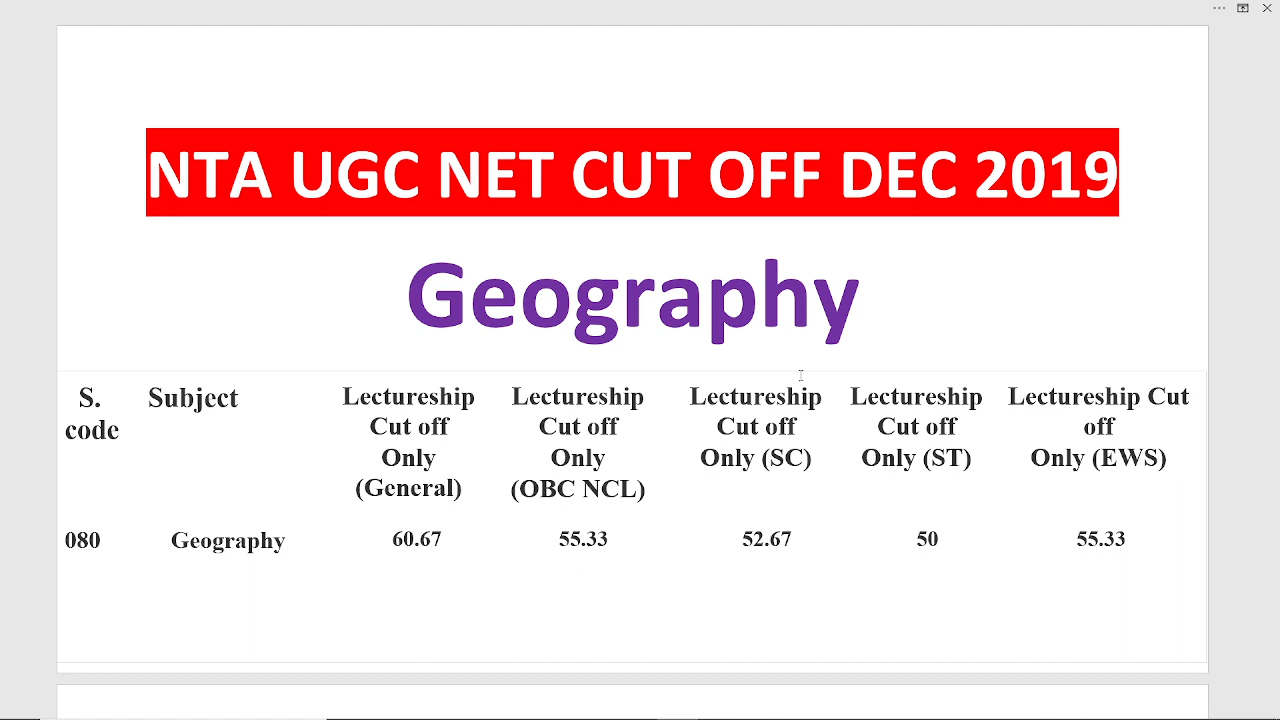 NTA UGC NET CUT OFF DEC 2019
Geography
S. code Subject Lectureship Cut off Only (General) Lectureship Cut off Only (OBC NCL) Lectureship Cut off Only (SC) Lectureship Cut off Only (ST) Lectureship Cut off Only (EWS)
080 Geography 60.67 55.33 52.67 50 55.33